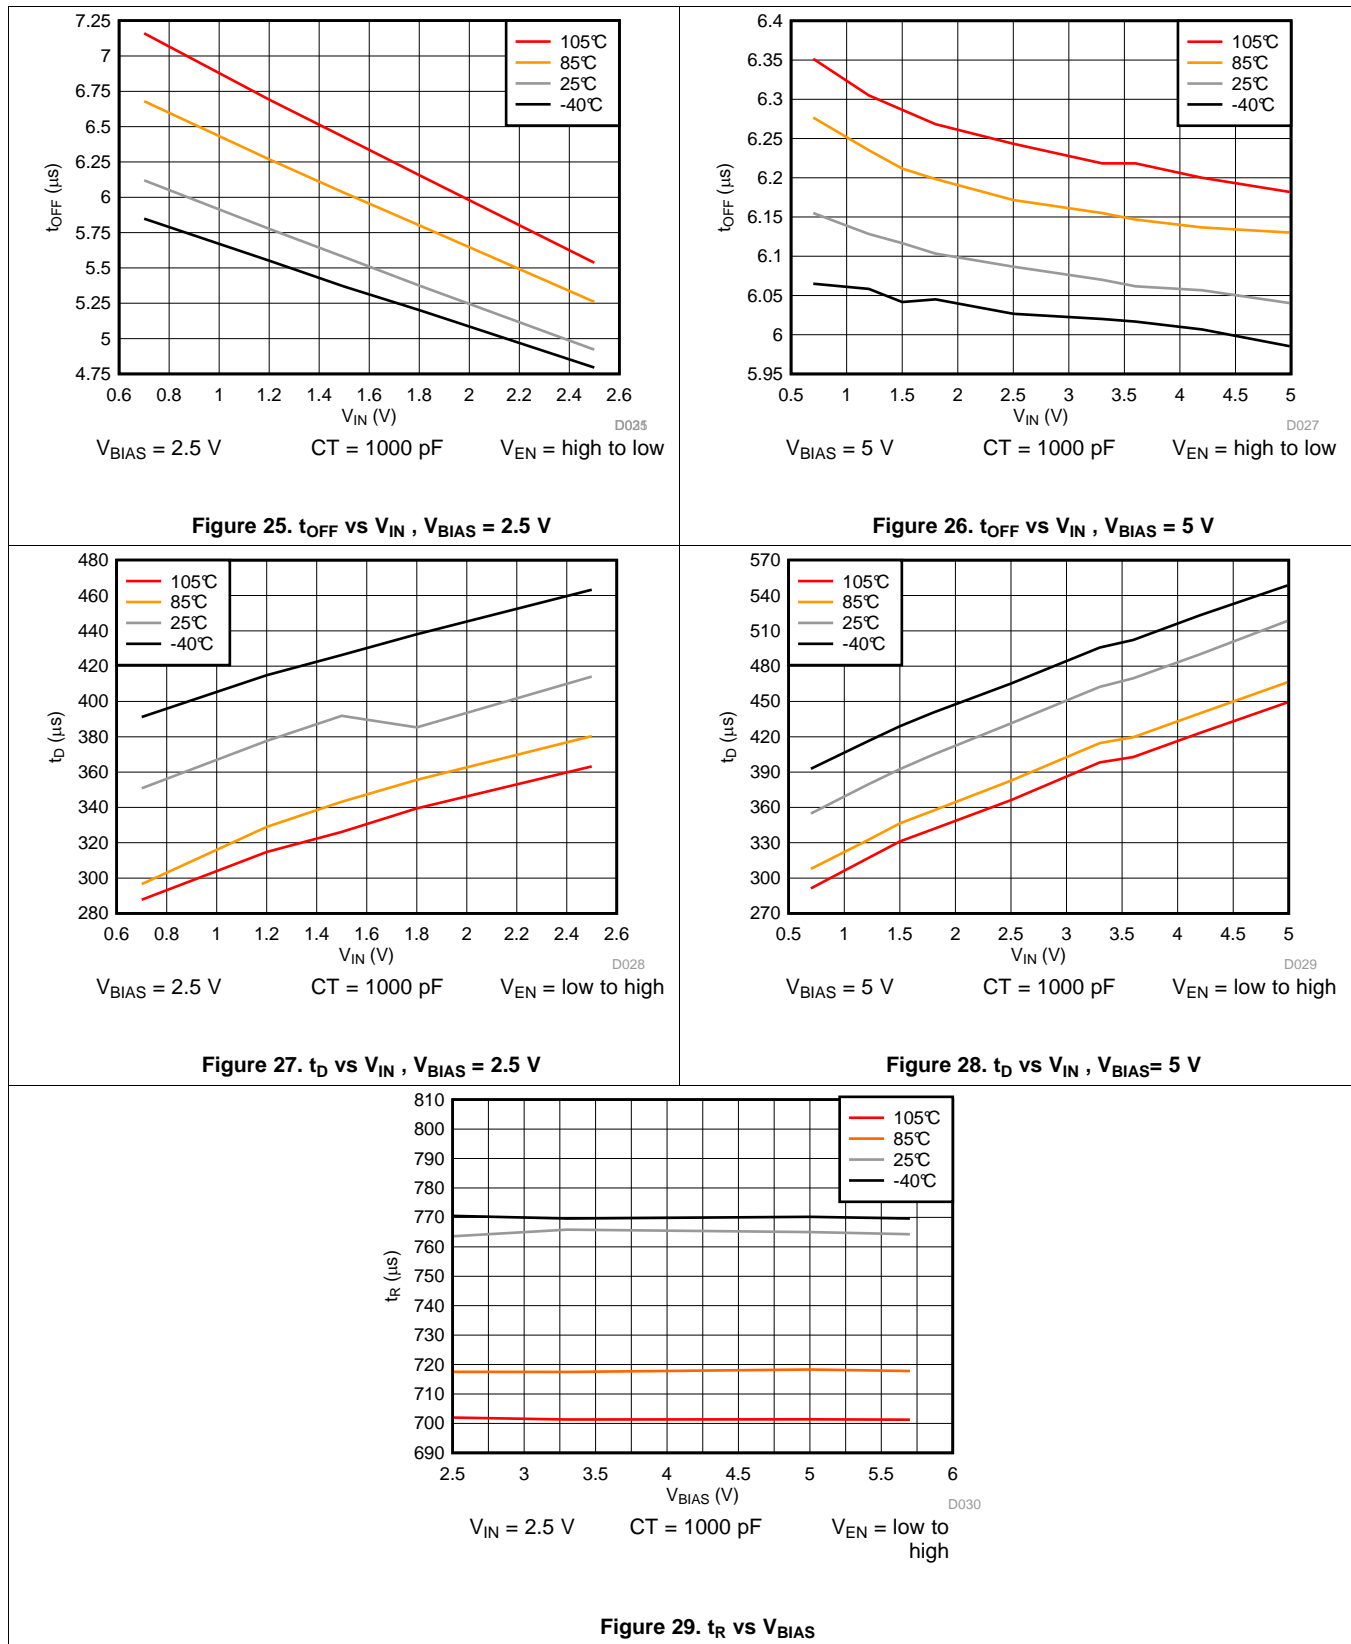 7.25
7
6.75
6.5
6.25
6
5.75
5.5
5.25
5
4.75
tOFF (μs)
105°C
85°C
25°C
-40°C
0.6 0.8 1 1.2 1.4 1.6 1.8 2 2.2 2.4 2.6
VIN (V)
VBIAS = 2.5 V CT = 1000 pF VEN = high to low
Figure 25. tOFF vs VIN , VBIAS = 2.5 V
6.4
6.35
6.3
6.25
6.2
6.15
6.1
6.05
6
5.95
tOFF (μs)
105°C
85°C
25°C
-40°C
0.5 1 1.5 2 2.5 3 3.5 4 4.5 5
VIN (V)
D027
VBIAS = 5 V CT = 1000 pF VEN = high to low
Figure 26. tOFF vs VIN , VBIAS = 5 V
480
460
440
420
400
380
360
340
320
300
280
tD (μs)
105°C
85°C
25°C
-40°C
0.6 0.8 1 1.2 1.4 1.6 1.8 2 2.2 2.4 2.6
VIN (V)
D028
VBIAS = 2.5 V CT = 1000 pF VEN = low to high
Figure 27. tD vs VIN , VBIAS = 2.5 V
570
540
510
480
450
420
390
360
330
300
270
tD (μs)
105°C
85°C
25°C
-40°C
0.5 1 1.5 2 2.5 3 3.5 4 4.5 5
VIN (V)
D029
VBIAS = 5 V CT = 1000 pF VEN = low to high
Figure 28. tD vs VIN , VBIAS= 5 V
810
800
790
780
770
760
750
740
730
720
710
700
690
tR (μs)
105°C
85°C
25°C
-40°C
2.5 3 3.5 4 4.5 5 5.5 6
VBIAS (V)
D030
VIN = 2.5 V CT = 1000 pF VEN = low to
high
Figure 29. tR vs VBIAS